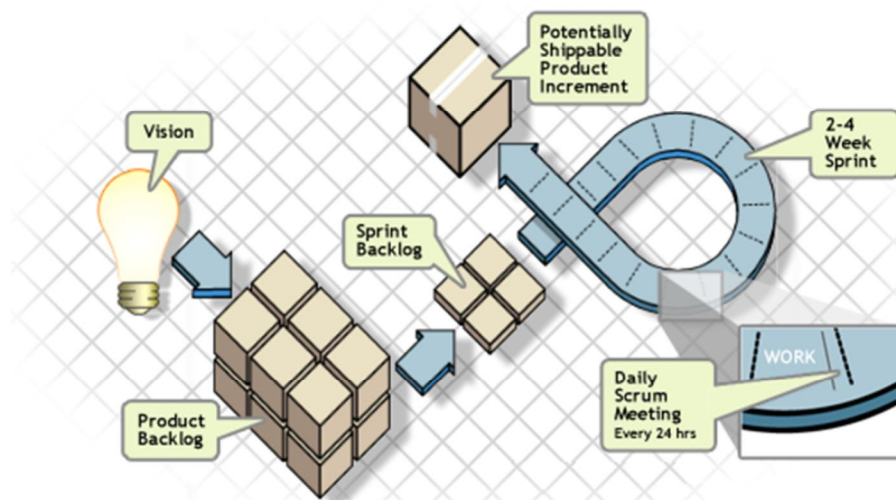 Potentially
Shippable
Product
Increment
Vision
2-4
Week
Sprint
Sprint
Backlog
WORK
Daily
Scrum
Meeting
Every 24 hrs
Product
Backlog